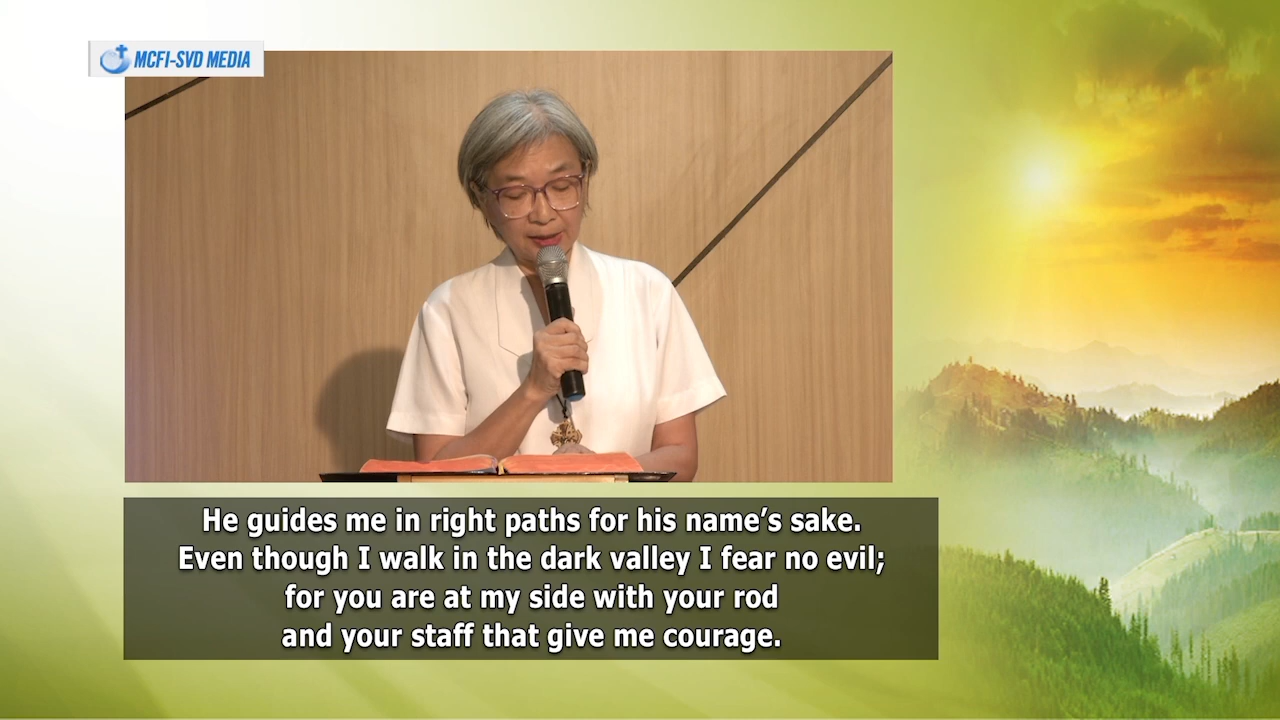 MCFI-SVD MEDIA
He guides me in right paths for his name’s sake.
Even though I walk in the dark valley I fear no evil;
for you are at my side with your rod
and your staff that give me courage.